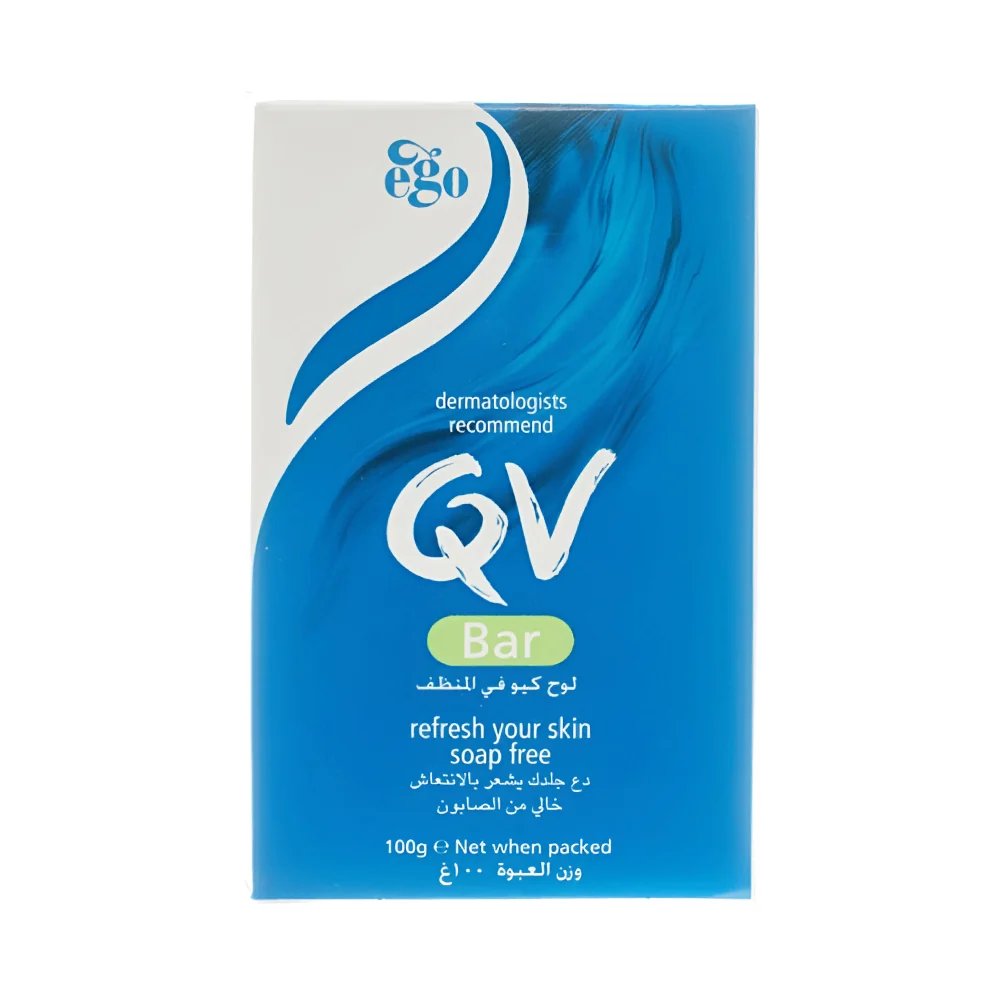 ego
dermatologists
recommend
QV
Bar
لوح كيو في المنظف
refresh your skin
soap free
دع جلدك يشعر بالانتعاش
خالي من الصابون
100g ℮ Net when packed
وزن العبوة ١٠٠غ